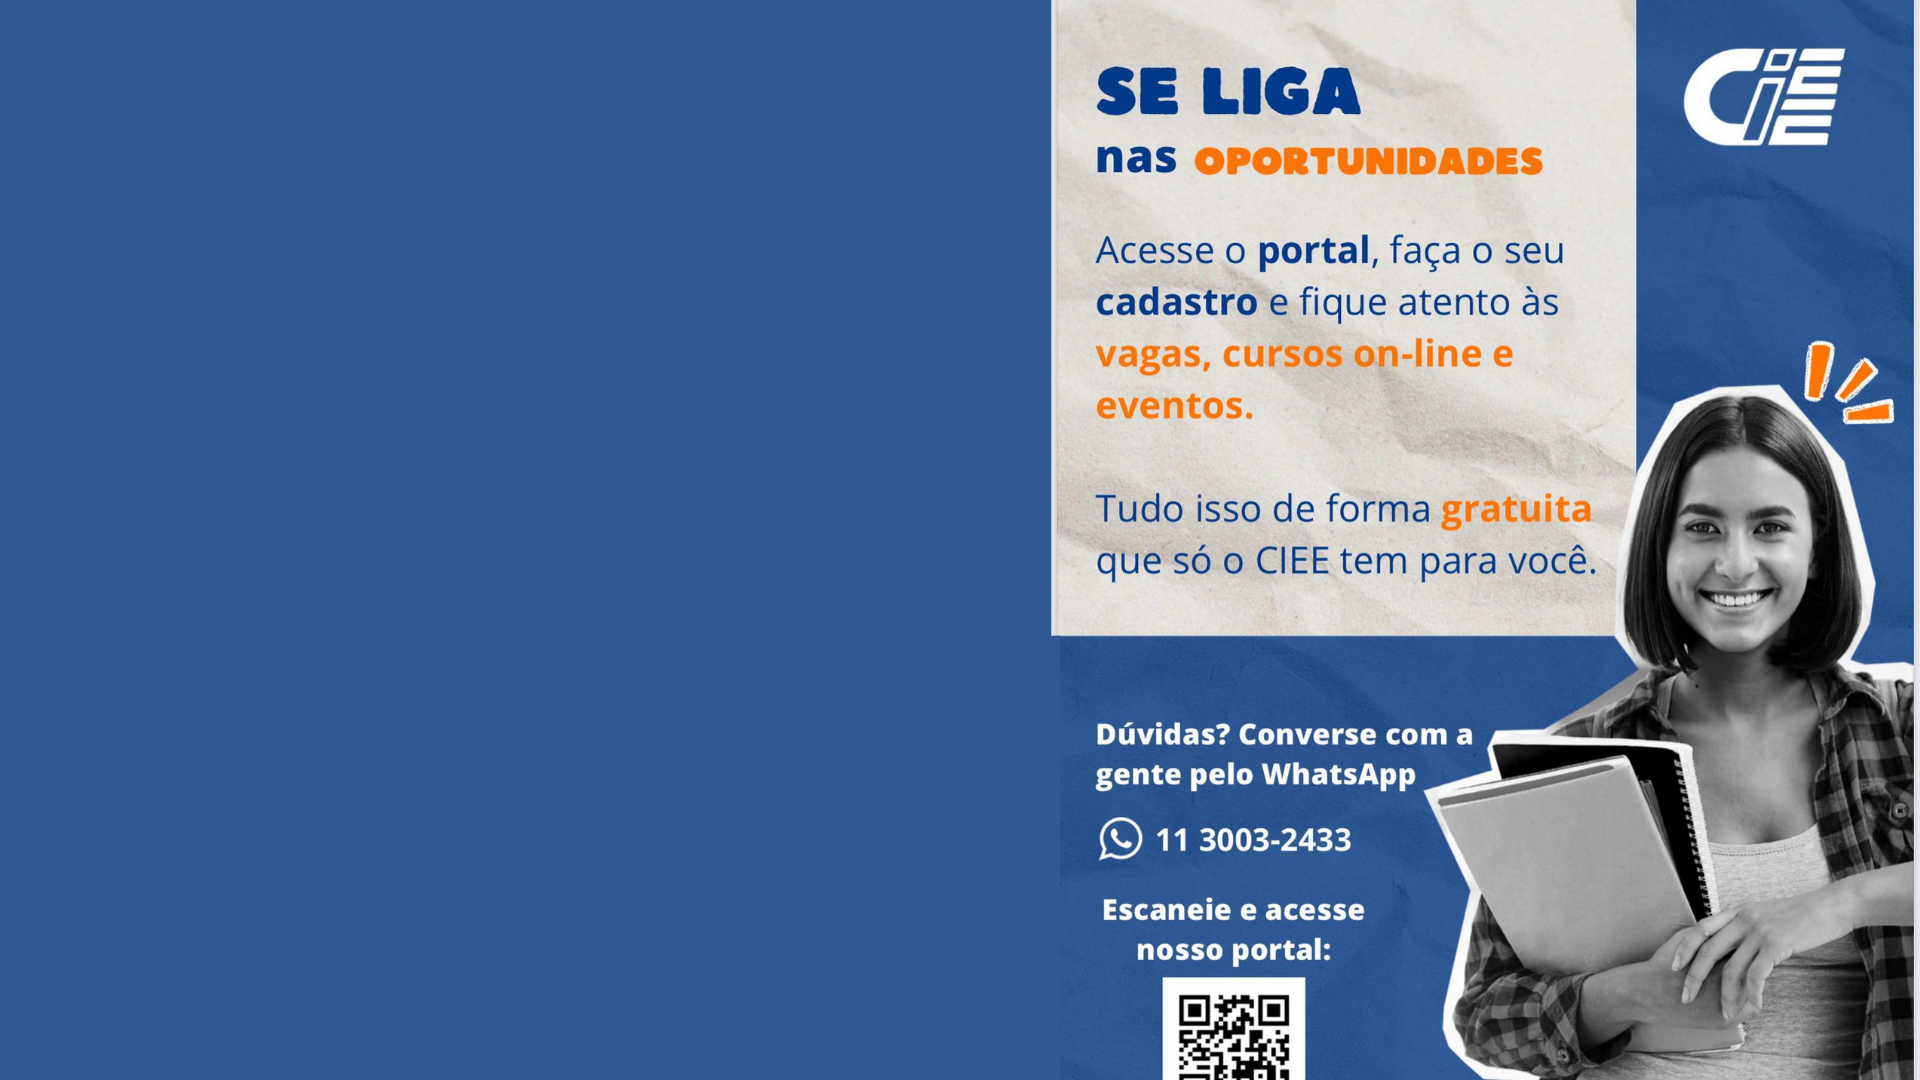 SE LIGA
nas OPORTUNIDADES
CIEE
Acesse o portal, faça o seu
cadastro e fique atento às
vagas, cursos on-line e
eventos.
Tudo isso de forma gratuita
que só o CIEE tem para você.
Dúvidas? Converse com a
gente pelo WhatsApp
11 3003-2433
Escaneie e acesse
nosso portal: